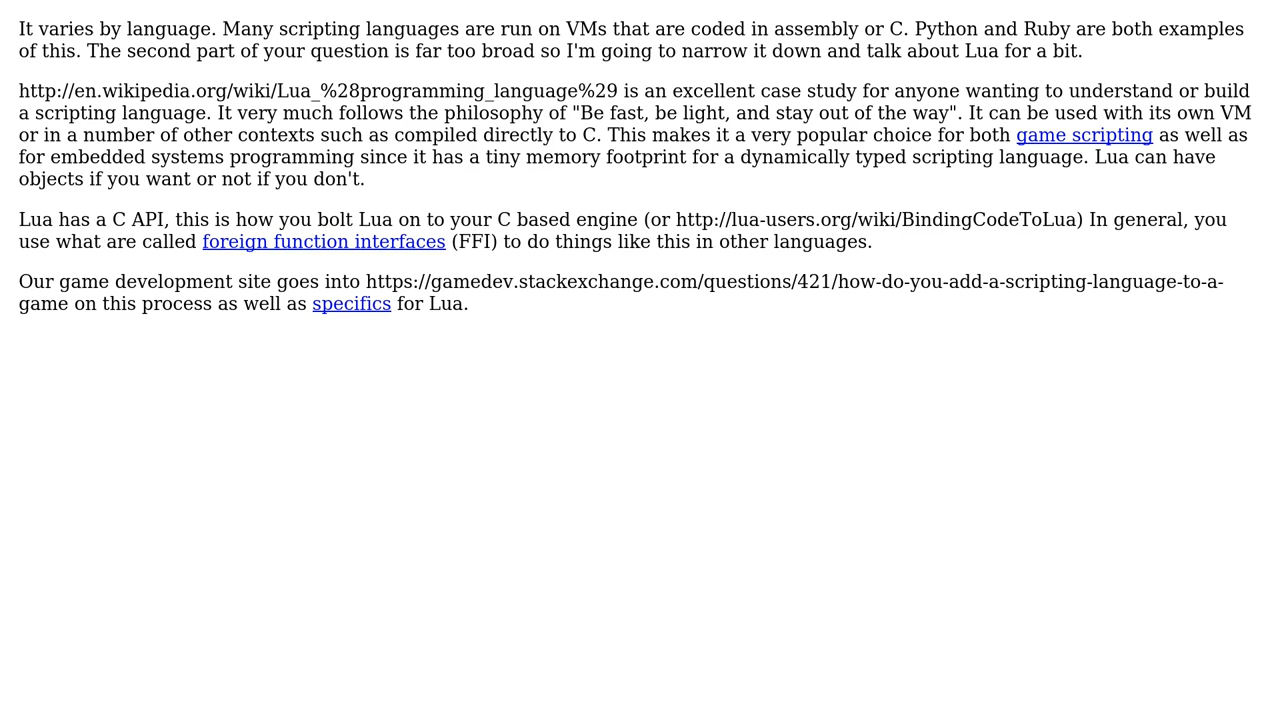 It varies by language. Many scripting languages are run on VMs that are coded in assembly or C. Python and Ruby are both examples
of this. The second part of your question is far too broad so I'm going to narrow it down and talk about Lua for a bit.
http://en.wikipedia.org/wiki/Lua_%28programming_language%29 is an excellent case study for anyone wanting to understand or build
a scripting language. It very much follows the philosophy of "Be fast, be light, and stay out of the way". It can be used with its own VM
or in a number of other contexts such as compiled directly to C. This makes it a very popular choice for both game scripting as well as
for embedded systems programming since it has a tiny memory footprint for a dynamically typed scripting language. Lua can have
objects if you want or not if you don't.
Lua has a C API, this is how you bolt Lua on to your C based engine (or http://lua-users.org/wiki/BindingCodeToLua) In general, you
use what are called foreign function interfaces (FFI) to do things like this in other languages.
Our game development site goes into https://gamedev.stackexchange.com/questions/421/how-do-you-add-a-scripting-language-to-a-
game on this process as well as specifics for Lua.